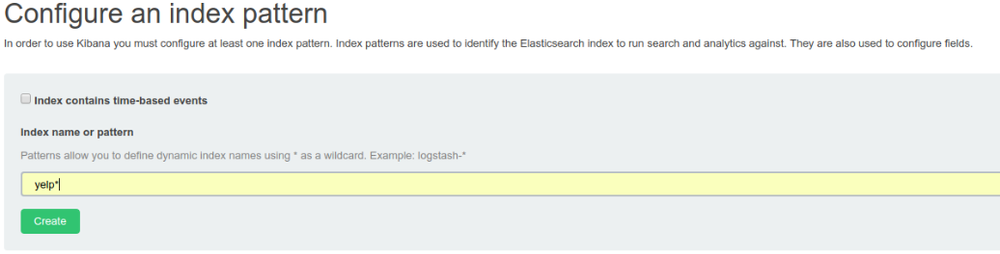 Configure an index pattern
In order to use Kibana you must configure at least one index pattern. Index patterns are used to identify the Elasticsearch index to run search and analytics against. They are also used to configure fields.
Index contains time-based events
Index name or pattern
Patterns allow you to define dynamic index names using * as a wildcard. Example: logstash-*
yelp*
Create